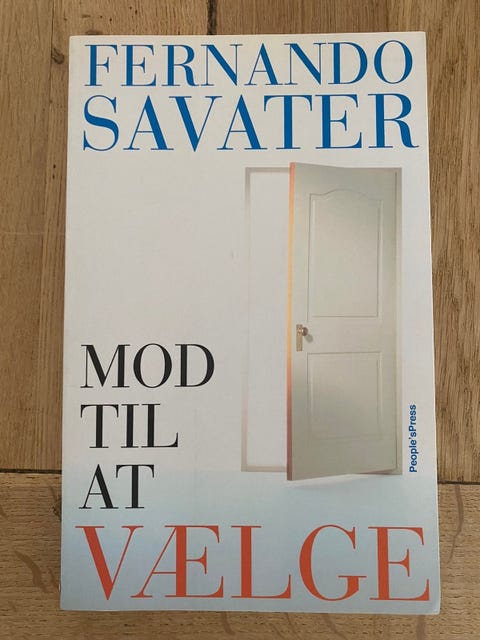 FERNANDO
SAVATER
MOD
TIL
AT
VÆLGE
People'sPress